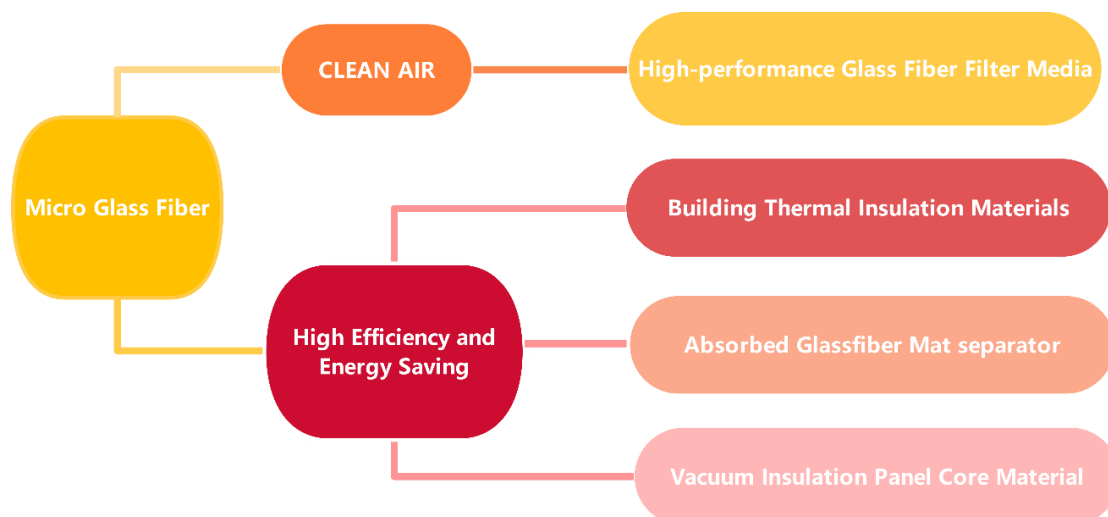 CLEAN AIR
High-performance Glass Fiber Filter Media
Micro Glass Fiber
Building Thermal Insulation Materials
High Efficiency and
Energy Saving
Absorbed Glassfiber Mat separator
Vacuum Insulation Panel Core Material